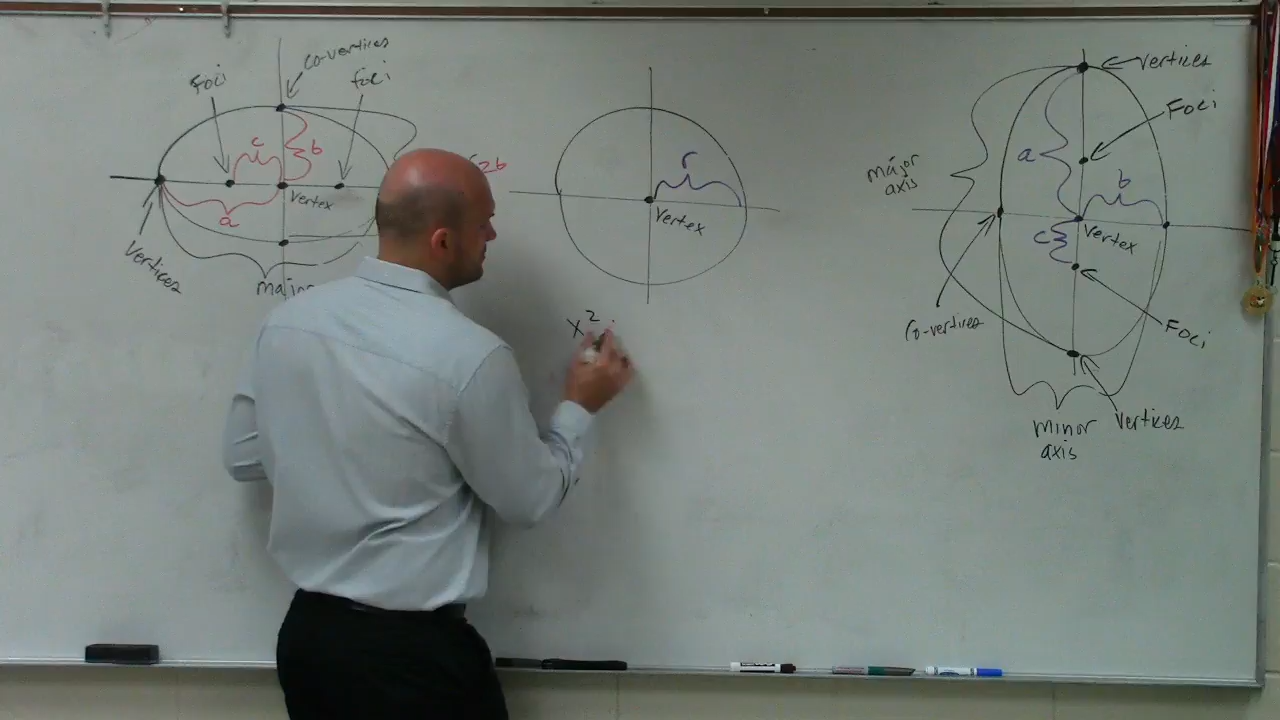 Co-vertices
Foci
foci
c
b
a
Vertex
Vertices
major
2b
r
Vertex
x²
Vertices
Foci
major
axis
a
b
c
Vertex
Co-vertices
Foci
Vertices
minor
axis